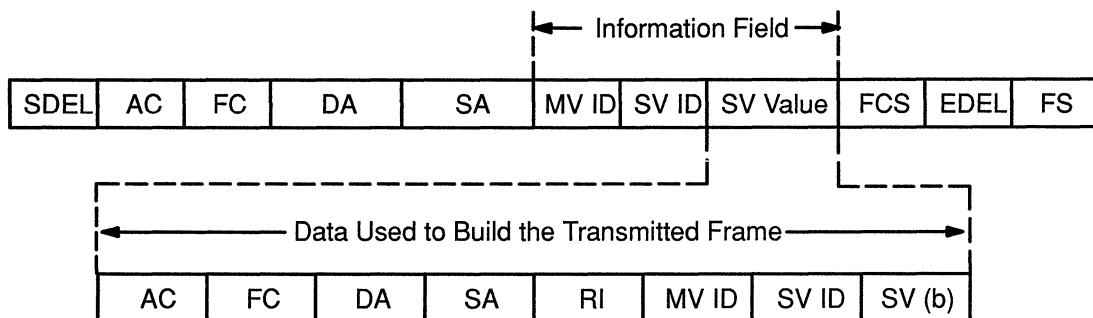 Information Field
SDEL AC FC DA SA MV ID SV ID SV Value FCS EDEL FS
Data Used to Build the Transmitted Frame
AC FC DA SA RI MV ID SV ID SV (b)